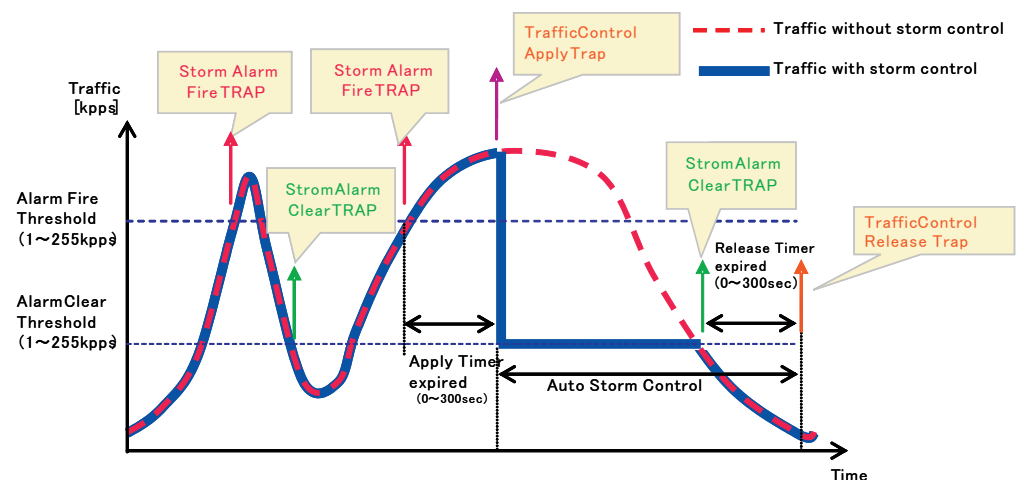 TrafficControl
ApplyTrap
Traffic without storm control
Traffic with storm control
Storm Alarm
FireTRAP
Storm Alarm
FireTRAP
Traffic
[kpps]
StromAlarm
ClearTRAP
StromAlarm
ClearTRAP
Alarm Fire
Threshold
(1～255kpps)
TrafficControl
Release Trap
Release Timer
expired
(0～300sec)
AlarmClear
Threshold
(1～255kpps)
Apply Timer
expired
(0～300sec)
Auto Storm Control
Time